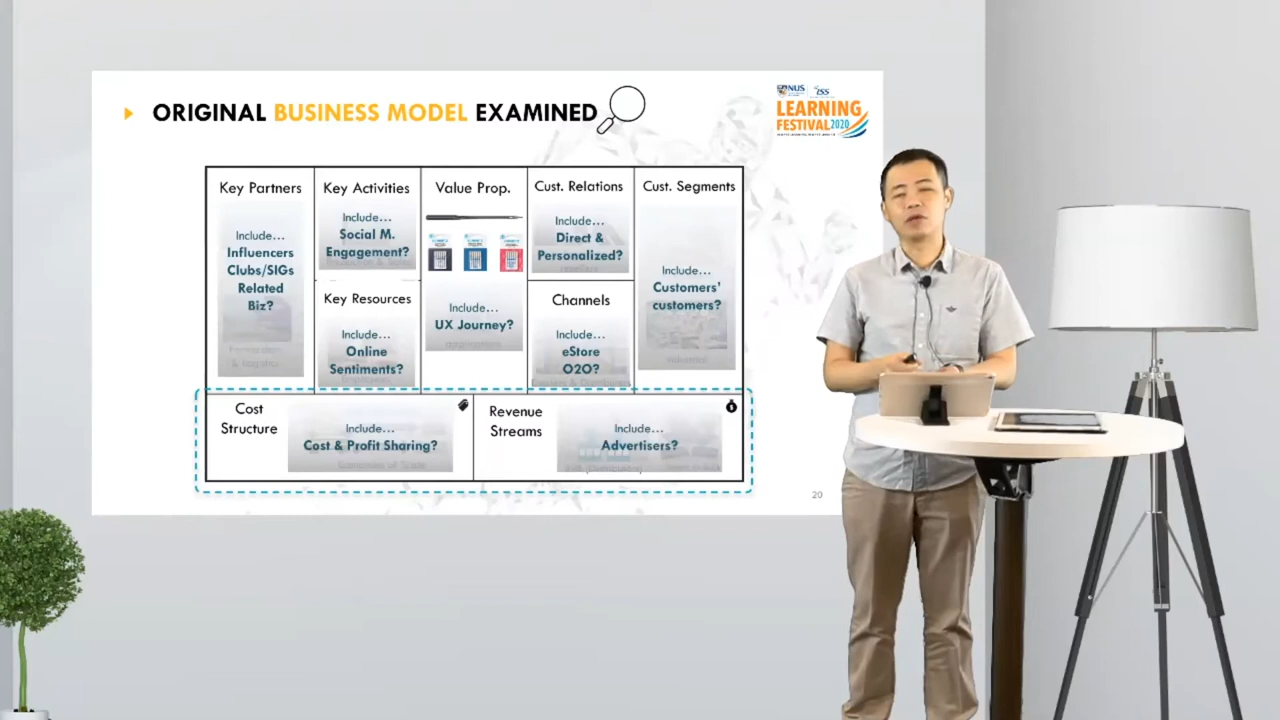 ORIGINAL BUSINESS MODEL EXAMINED
NUS
ISS
LEARNING
FESTIVAL 2020
Key Partners
Include...
Influencers
Clubs/SIGs
Related
Biz?
Key Activities
Include...
Social M.
Engagement?
Key Resources
Include...
Online
Sentiments?
Value Prop.
Include...
UX Journey?
Cust. Relations
Include...
Direct &
Personalized?
Channels
Include...
eStore
O2O?
Cust. Segments
Include...
Customers'
customers?
Cost
Structure
Include...
Cost & Profit Sharing?
Revenue
Streams
Include...
Advertisers?
20